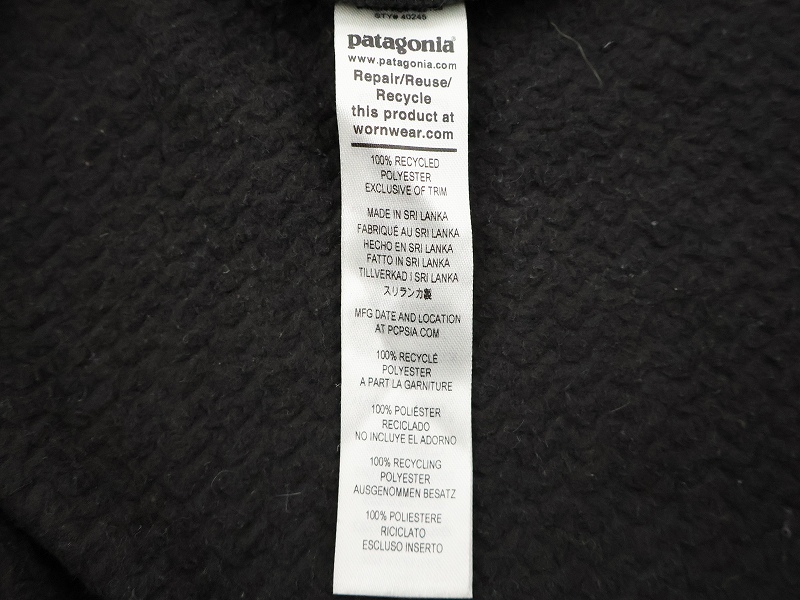 STY# 40245
patagonia®
www.patagonia.com
Repair/Reuse/
Recycle
this product at
wornwear.com
100% RECYCLED
POLYESTER
EXCLUSIVE OF TRIM
MADE IN SRI LANKA
FABRIQUÉ AU SRI LANKA
HECHO EN SRI LANKA
FATTO IN SRI LANKA
TILLVERKAD I SRI LANKA
スリランカ製
MFG DATE AND LOCATION
AT PCPSIA.COM
100% RECYCLÉ
POLYESTER
A PART LA GARNITURE
100% POLIÉSTER
RECICLADO
NO INCLUYE EL ADORNO
100% RECYCLING
POLYESTER
AUSGENOMMEN BESATZ
100% POLIESTERE
RICICLATO
ESCLUSO INSERTO